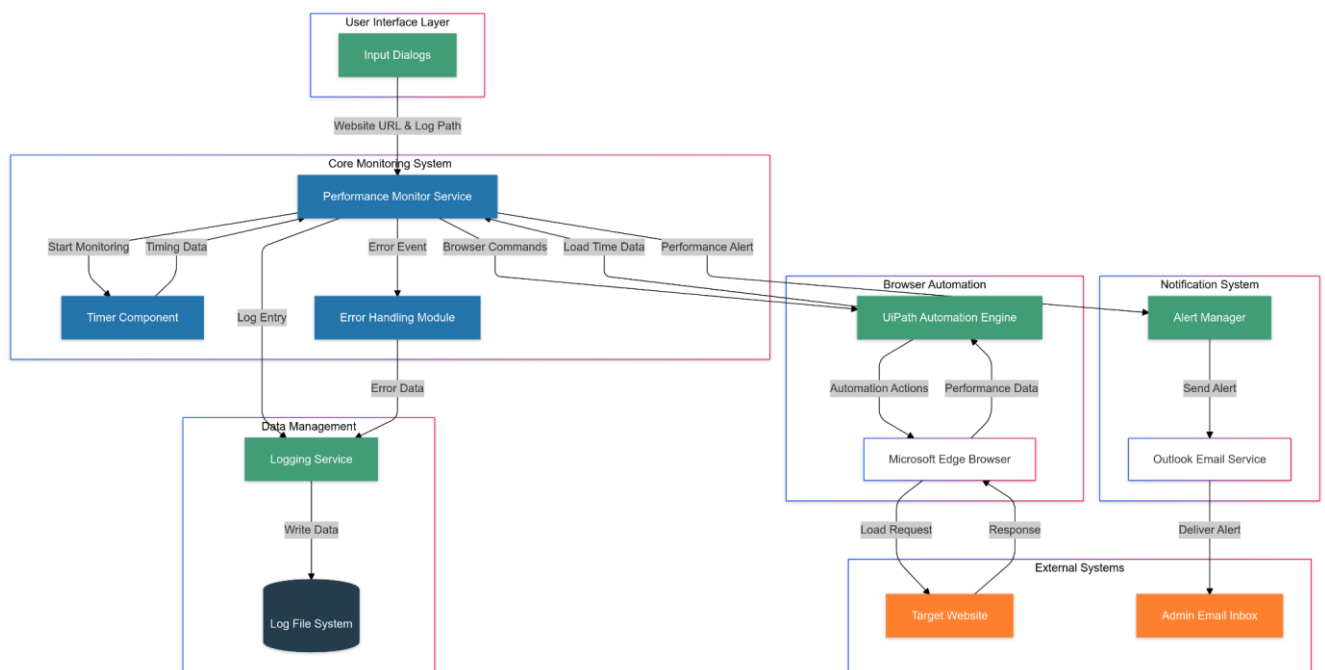 User Interface Layer
Input Dialogs
Website URL & Log Path
Core Monitoring System
Performance Monitor Service
Start Monitoring
Timing Data
Error Event
Browser Commands
Load Time Data
Performance Alert
Browser Automation
Notification System
Timer Component
Log Entry
Error Handling Module
UiPath Automation Engine
Alert Manager
Error Data
Automation Actions
Performance Data
Send Alert
Data Management
Logging Service
Microsoft Edge Browser
Outlook Email Service
Write Data
Load Request
Response
Deliver Alert
External Systems
Log File System
Target Website
Admin Email Inbox